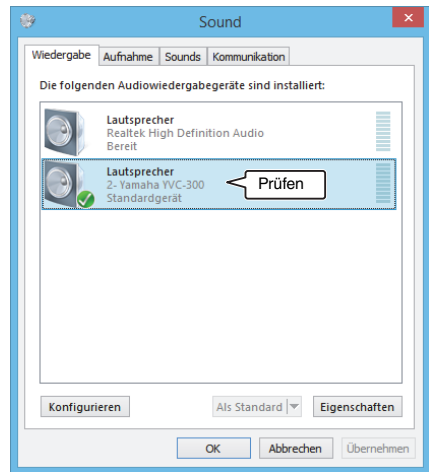 Sound
Wiedergabe Aufnahme Sounds Kommunikation
Die folgenden Audiowiedergabegeräte sind installiert:
Lautsprecher
Realtek High Definition Audio
Bereit
Lautsprecher
2- Yamaha YVC-300
Standardgerät
Prüfen
Konfigurieren Als Standard Eigenschaften
OK Abbrechen Übernehmen